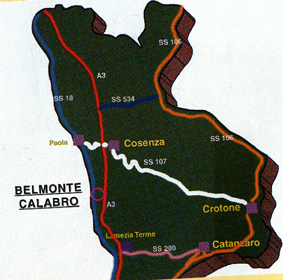 SS 106
A3
SS 18
SS 534
SS 106
Paola
Cosenza
SS 107
BELMONTE
CALABRO
A3
Crotone
Lamezia Terme
SS 280
Catanzaro